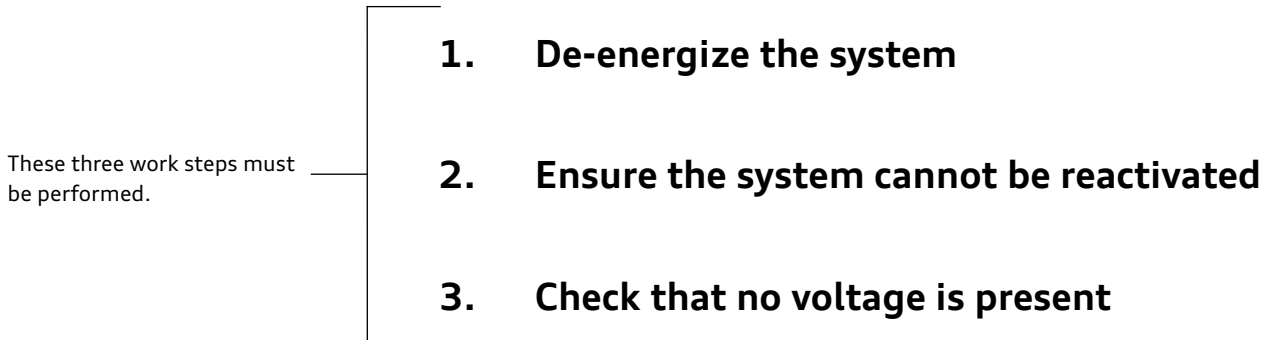 1. De-energize the system
These three work steps must
be performed.
2. Ensure the system cannot be reactivated
3. Check that no voltage is present